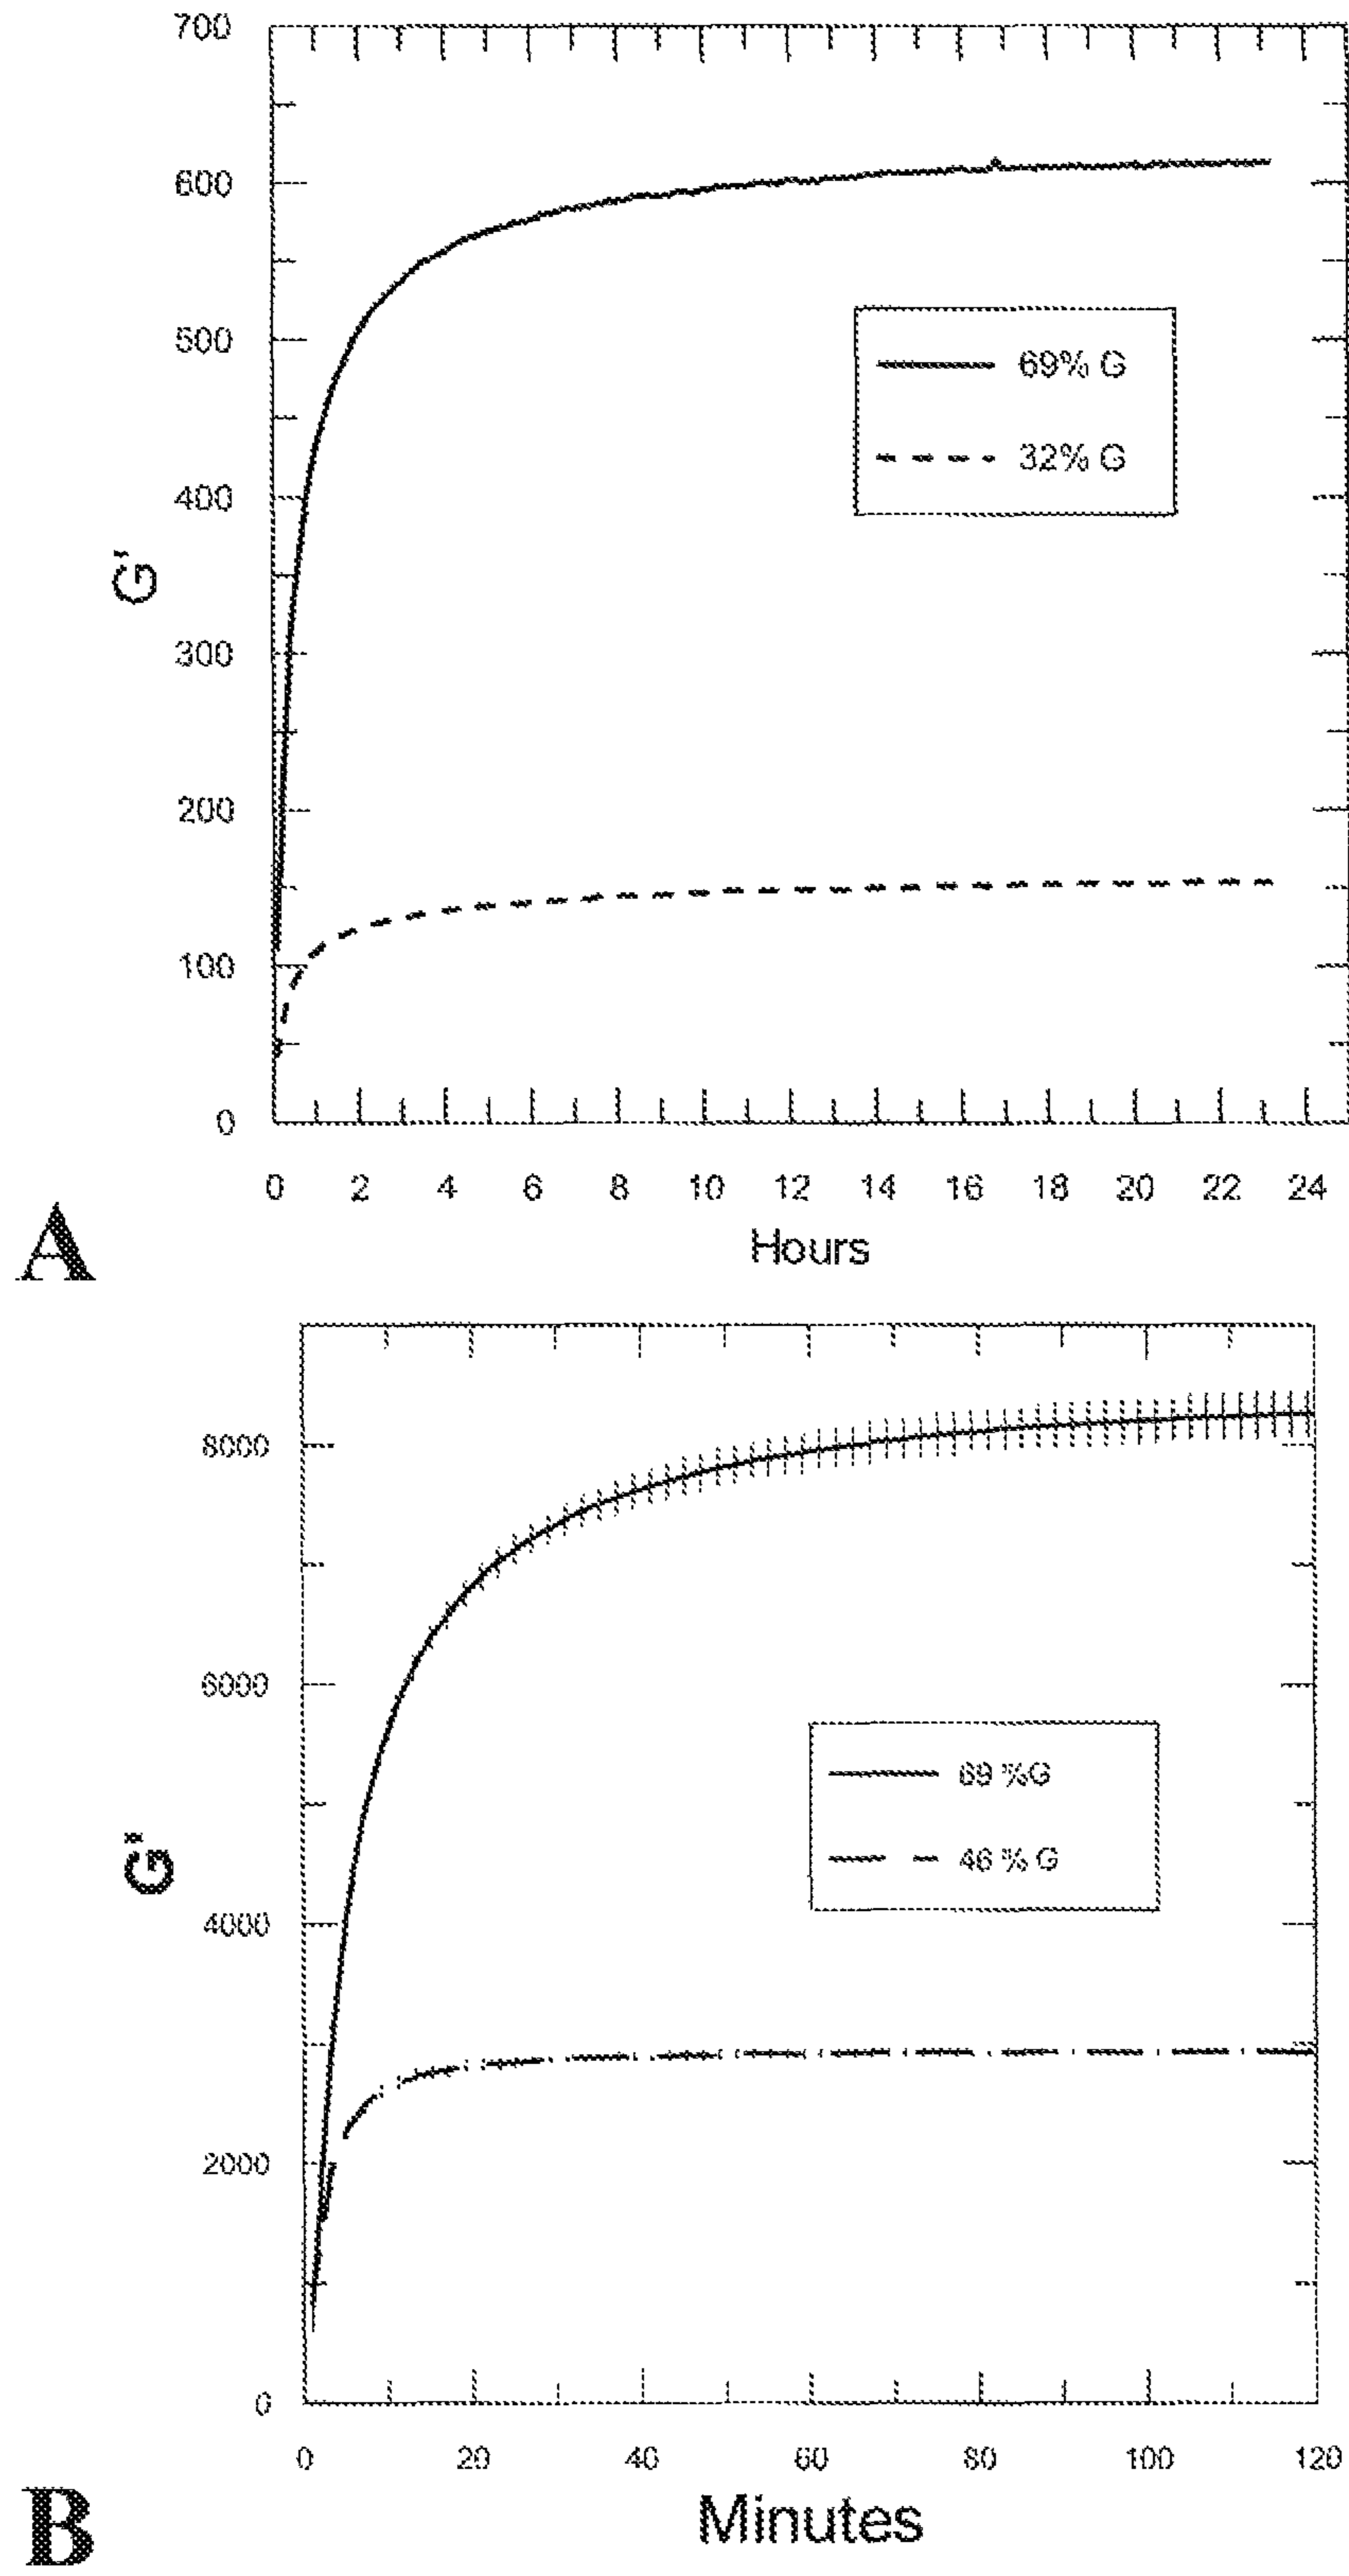 700
600
500
400
300
200
100
0
G'
69% G
32% G
0 2 4 6 8 10 12 14 16 18 20 22 24
Hours
A
8000
6000
4000
2000
0
G'
69 %G
46 % G
0 20 40 60 80 100 120
Minutes
B